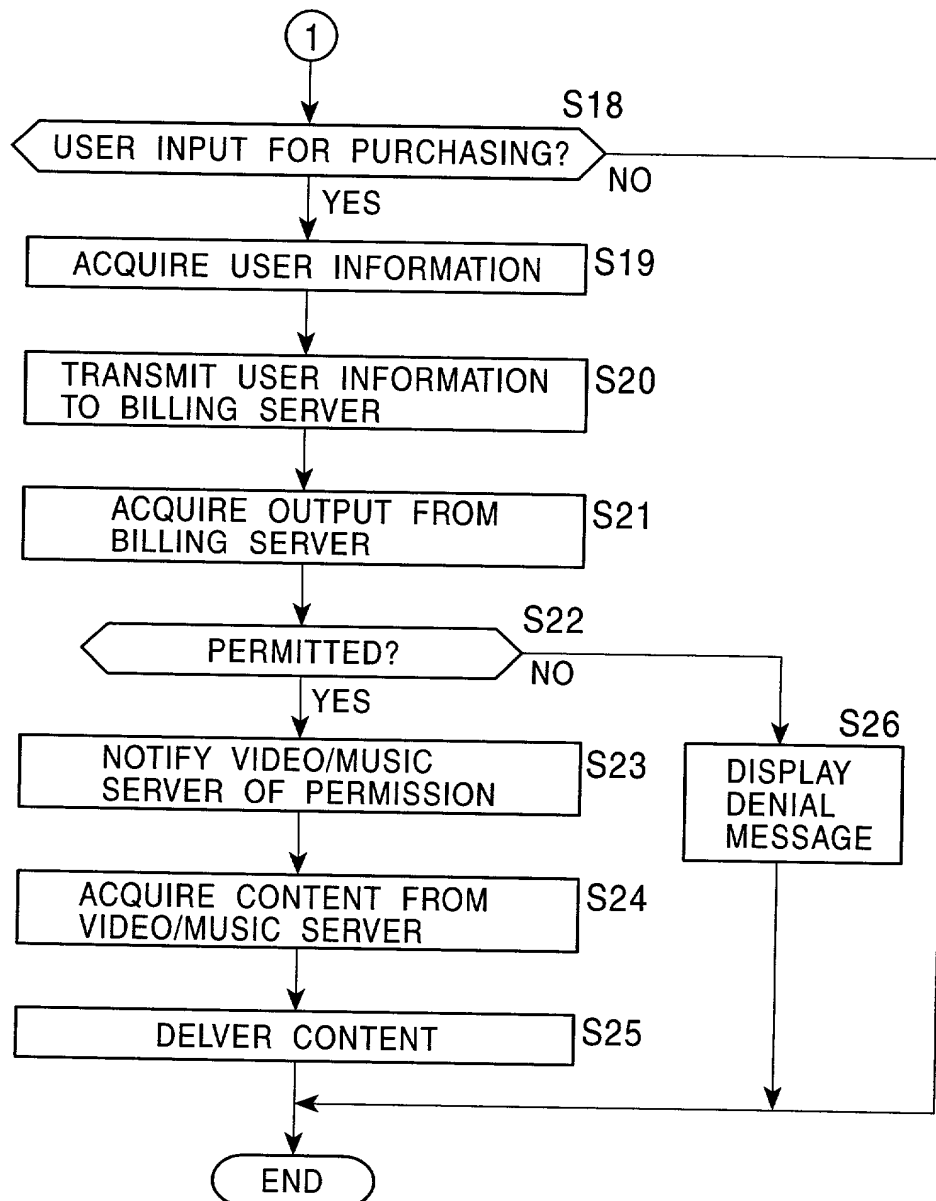 1
S18
USER INPUT FOR PURCHASING?
NO
YES
ACQUIRE USER INFORMATION
S19
TRANSMIT USER INFORMATION
TO BILLING SERVER
S20
ACQUIRE OUTPUT FROM
BILLING SERVER
S21
S22
PERMITTED?
NO
YES
S26
NOTIFY VIDEO/MUSIC
SERVER OF PERMISSION
S23
DISPLAY
DENIAL
MESSAGE
ACQUIRE CONTENT FROM
VIDEO/MUSIC SERVER
S24
DELVER CONTENT
S25
END